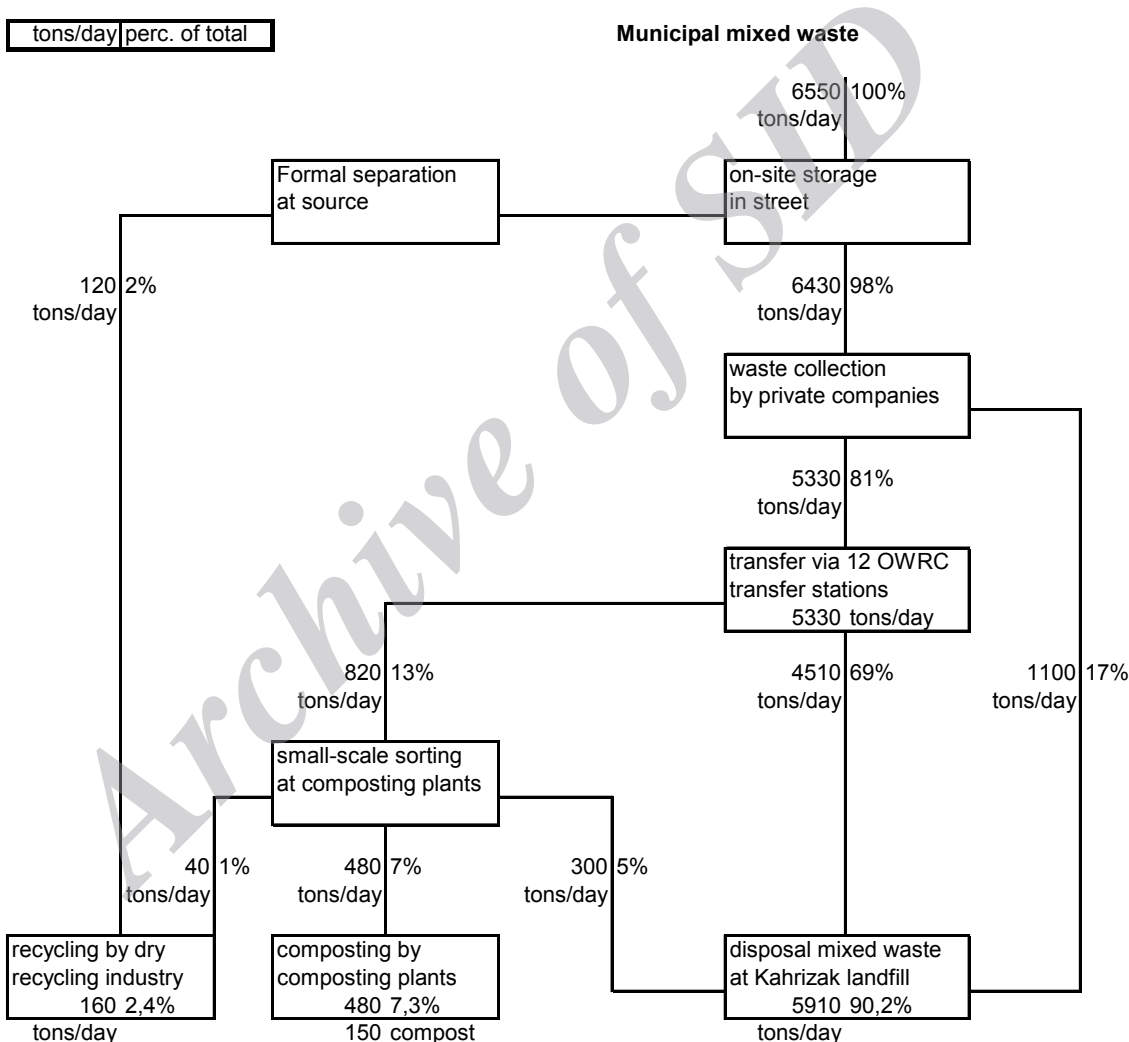 tons/day perc. of total
Municipal mixed waste
6550 100%
tons/day
Formal separation
at source
on-site storage
in street
120 2%
tons/day
6430 98%
tons/day
waste collection
by private companies
5330 81%
tons/day
transfer via 12 OWRC
transfer stations
5330 tons/day
820 13%
tons/day
4510 69%
tons/day
1100 17%
tons/day
small-scale sorting
at composting plants
40 1%
tons/day
480 7%
tons/day
300 5%
tons/day
recycling by dry
recycling industry
160 2,4%
tons/day
composting by
composting plants
480 7,3%
150 compost
disposal mixed waste
at Kahrizak landfill
5910 90,2%
tons/day
Archive of SID